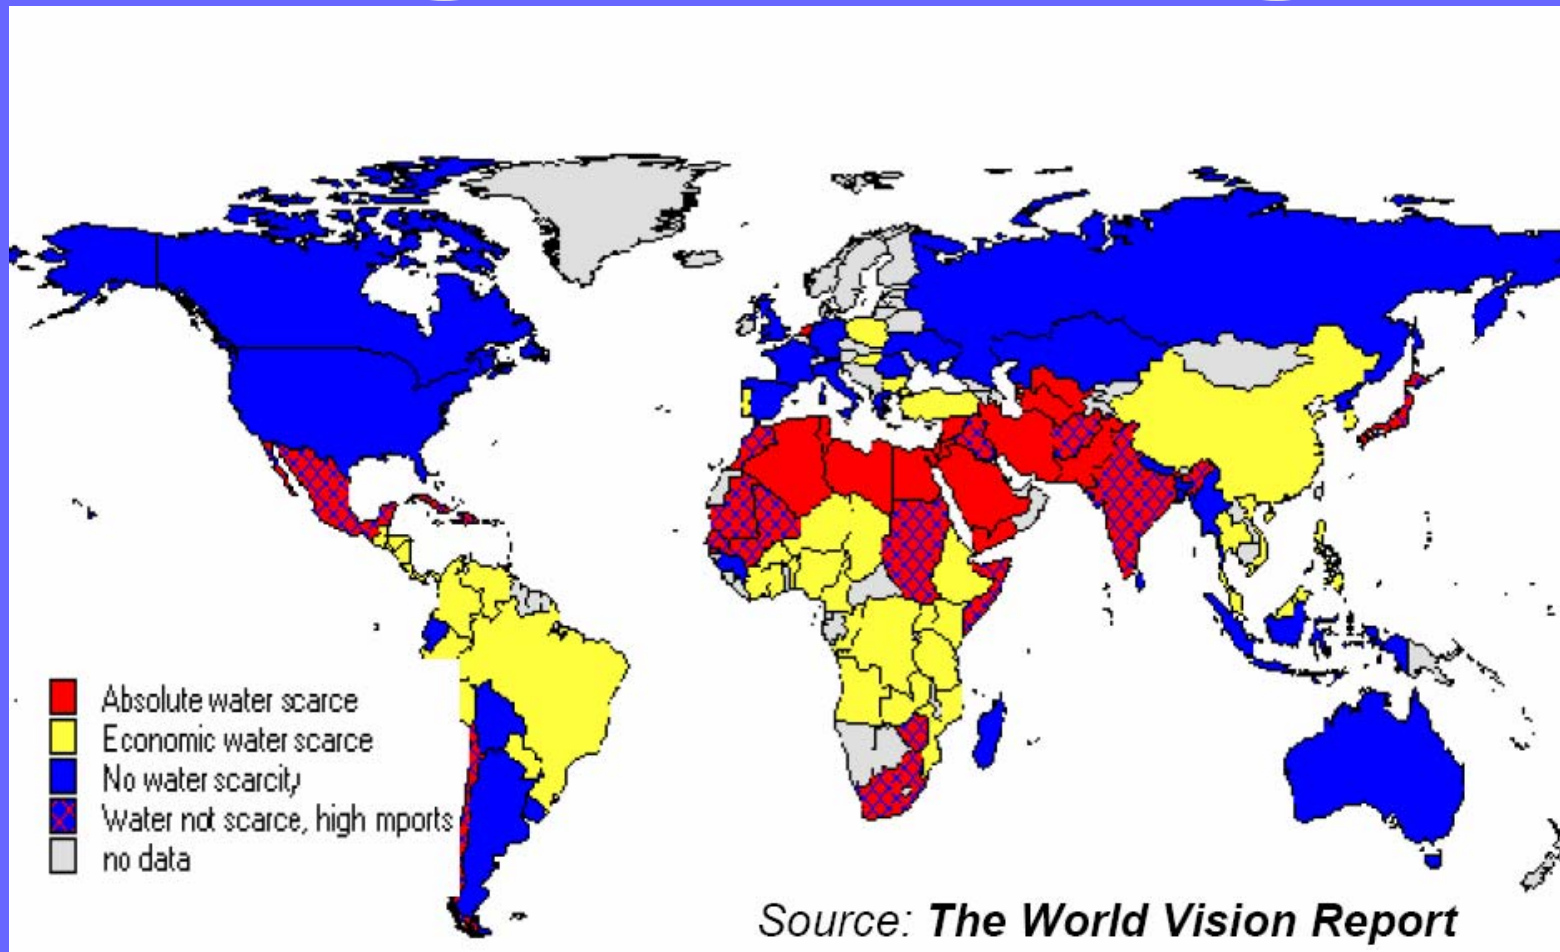 Absolute water scarce
Economic water scarce
No water scarcity
Water not scarce, high mports
no data
Source: The World Vision Report